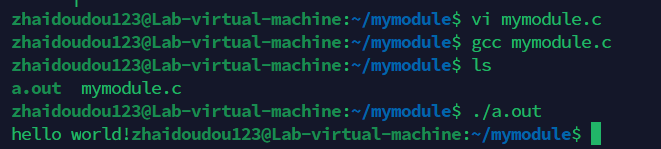 zhaidoudou123@Lab-virtual-machine:~/mymodule$ vi mymodule.c
zhaidoudou123@Lab-virtual-machine:~/mymodule$ gcc mymodule.c
zhaidoudou123@Lab-virtual-machine:~/mymodule$ ls
a.out  mymodule.c
zhaidoudou123@Lab-virtual-machine:~/mymodule$ ./a.out
hello world!zhaidoudou123@Lab-virtual-machine:~/mymodule$